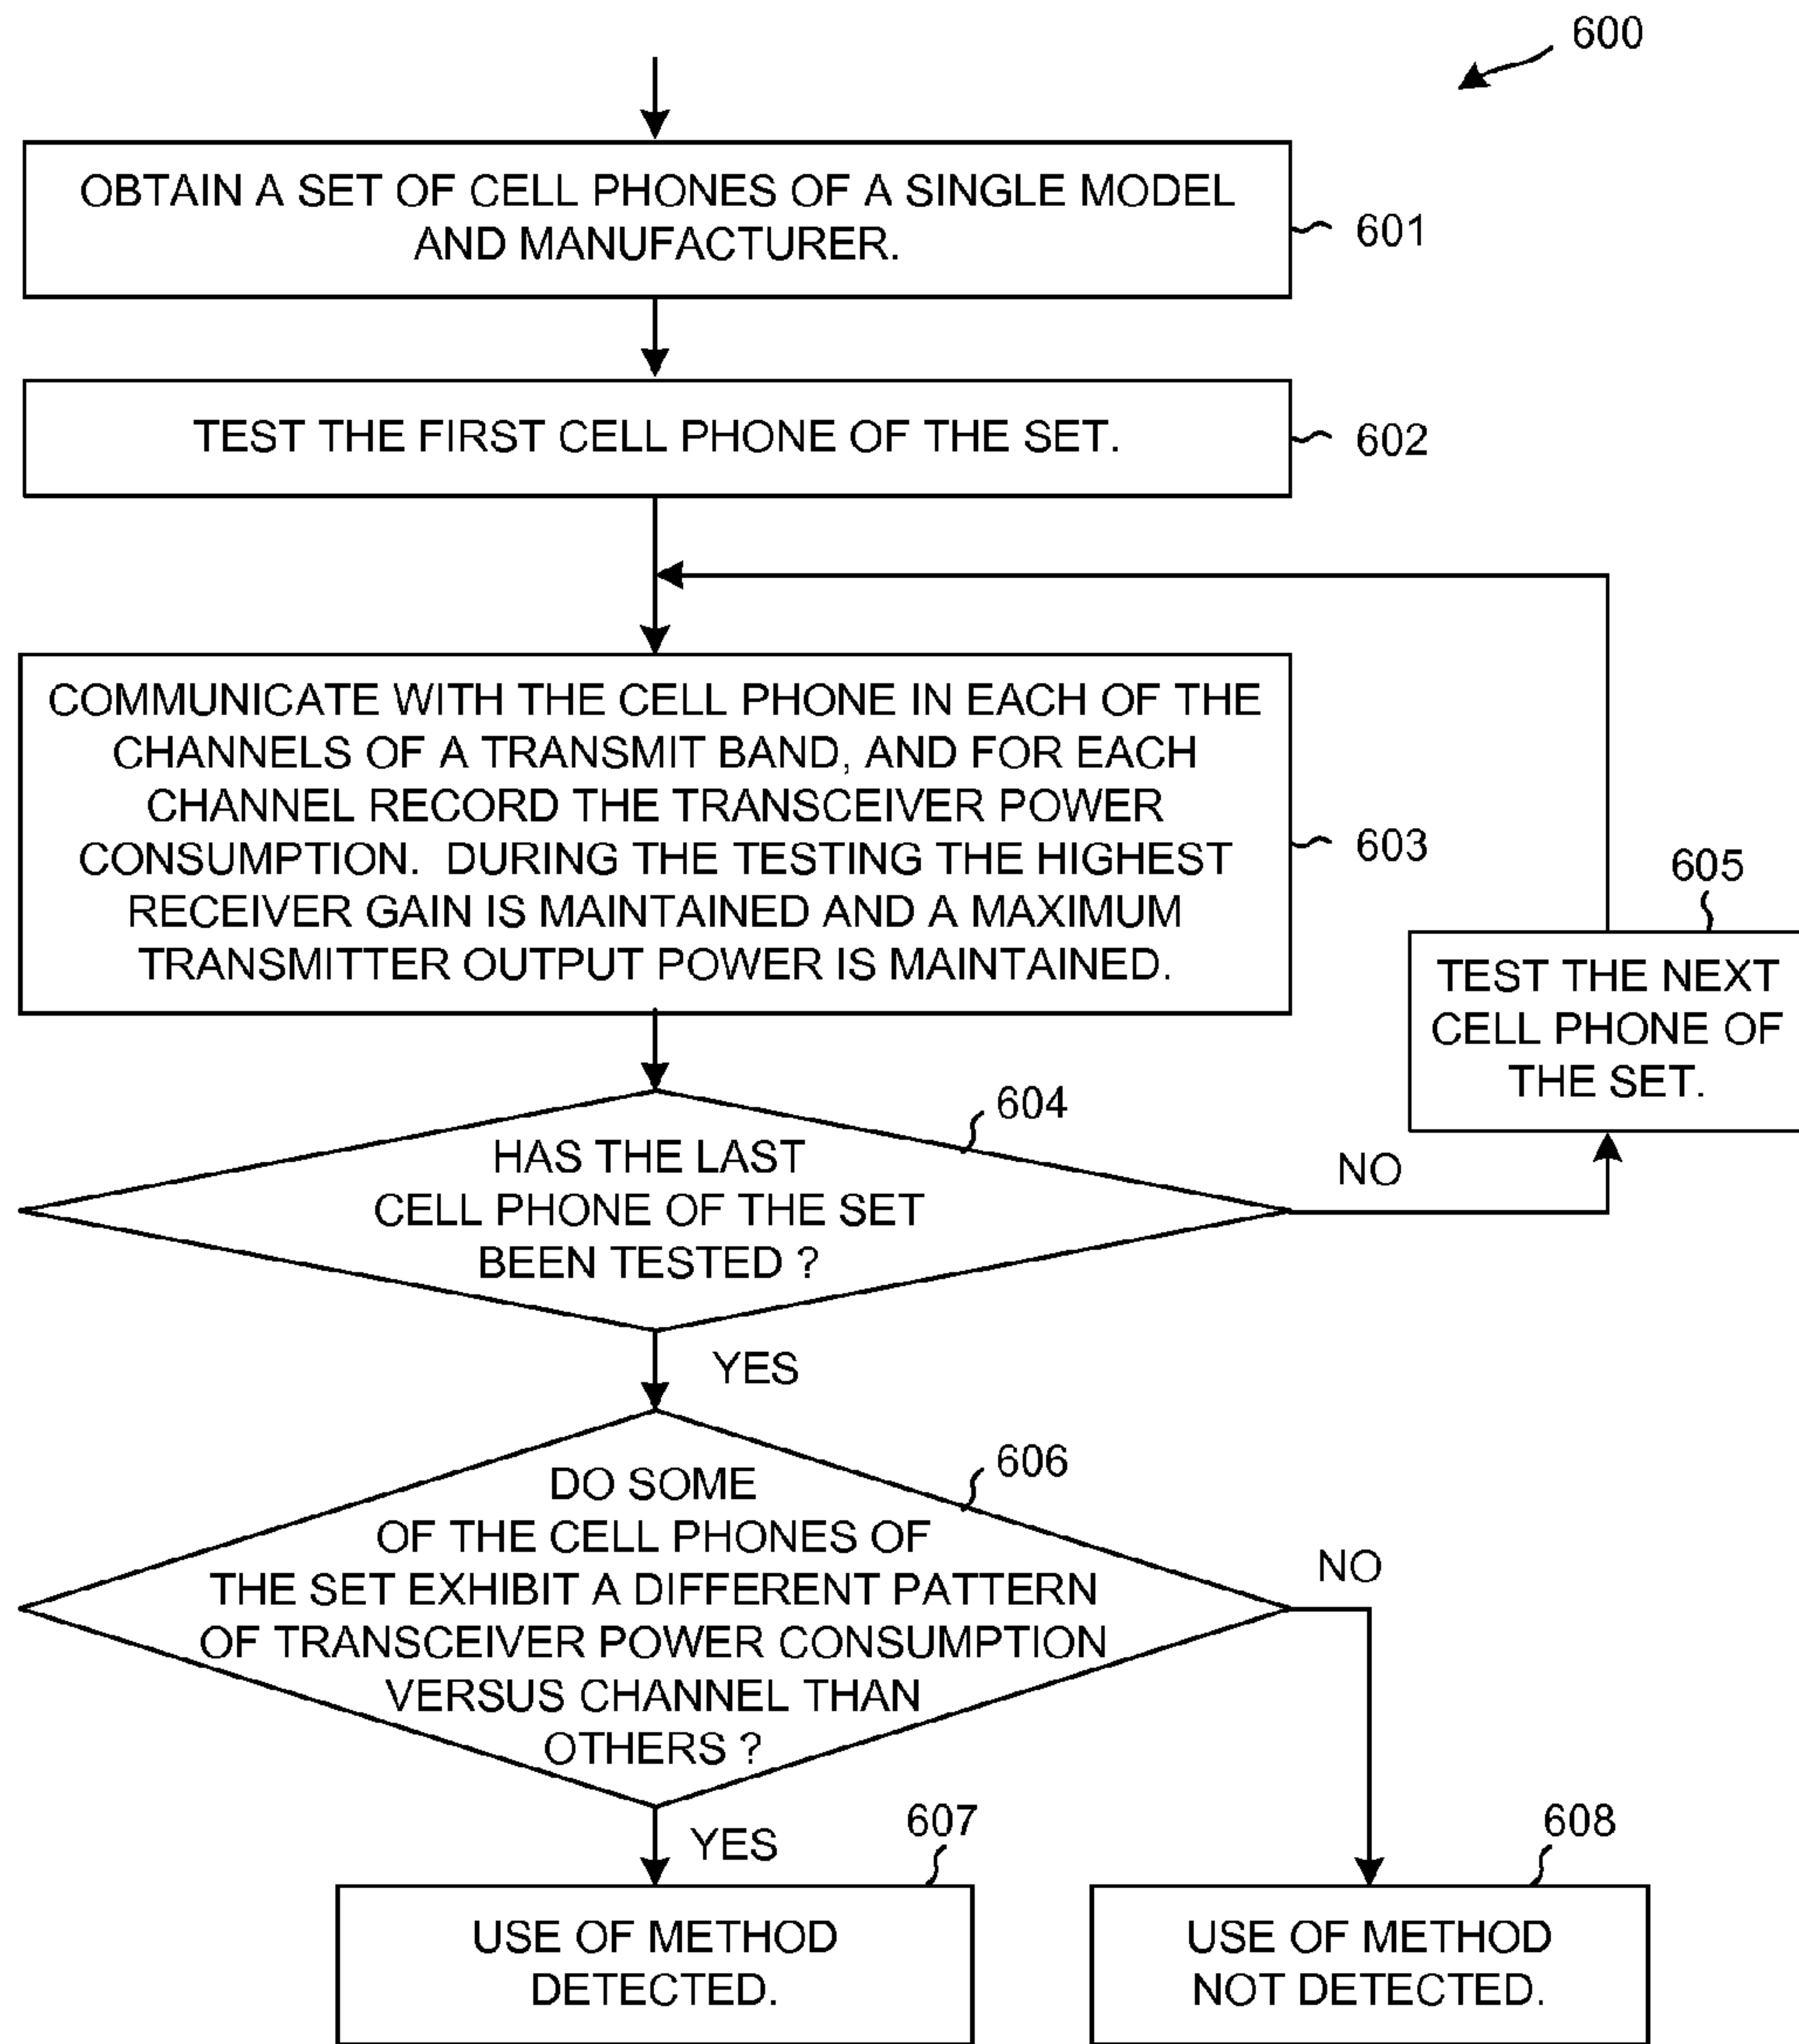 600
OBTAIN A SET OF CELL PHONES OF A SINGLE MODEL
AND MANUFACTURER.
601
TEST THE FIRST CELL PHONE OF THE SET.
602
COMMUNICATE WITH THE CELL PHONE IN EACH OF THE
CHANNELS OF A TRANSMIT BAND, AND FOR EACH
CHANNEL RECORD THE TRANSCEIVER POWER
CONSUMPTION. DURING THE TESTING THE HIGHEST
RECEIVER GAIN IS MAINTAINED AND A MAXIMUM
TRANSMITTER OUTPUT POWER IS MAINTAINED.
603
605
TEST THE NEXT
CELL PHONE OF
THE SET.
604
HAS THE LAST
CELL PHONE OF THE SET
BEEN TESTED ?
NO
YES
606
DO SOME
OF THE CELL PHONES OF
THE SET EXHIBIT A DIFFERENT PATTERN
OF TRANSCEIVER POWER CONSUMPTION
VERSUS CHANNEL THAN
OTHERS ?
NO
YES
607
USE OF METHOD
DETECTED.
608
USE OF METHOD
NOT DETECTED.